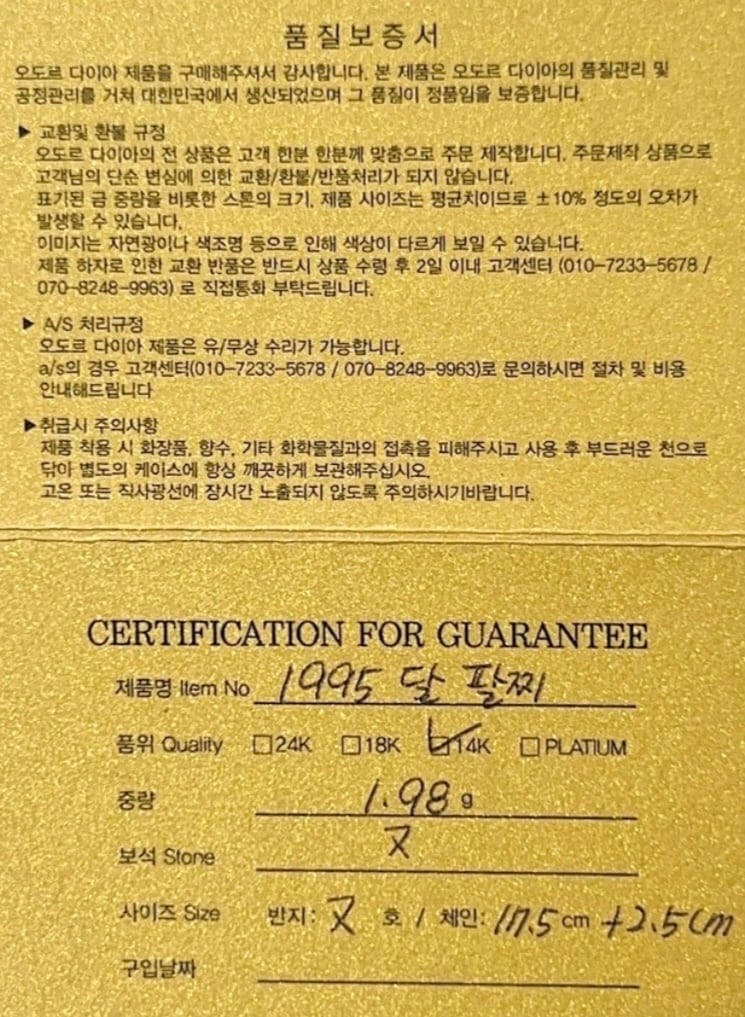 품질보증서
오도르 다이아 제품을 구매해주셔서 감사합니다. 본 제품은 오도르 다이아의 품질관리 및
공정관리를 거쳐 대한민국에서 생산되었으며 그 품질이 정품임을 보증합니다.
▶ 교환및 환불 규정
오도르 다이아의 전 상품은 고객 한분 한분께 맞춤으로 주문 제작합니다. 주문제작 상품으로
고객님의 단순 변심에 의한 교환/환불/반품처리가 되지 않습니다.
표기된 금 중량을 비롯한 스톤의 크기, 제품 사이즈는 평균치이므로 ±10% 정도의 오차가
발생할 수 있습니다.
이미지는 자연광이나 색조명 등으로 인해 색상이 다르게 보일 수 있습니다.
제품 하자로 인한 교환 반품은 반드시 상품 수령 후 2일 이내 고객센터 (010-7233-5678 /
070-8248-9963) 로 직접통화 부탁드립니다.
▶ A/S 처리규정
오도르 다이아 제품은 유/무상 수리가 가능합니다.
a/s의 경우 고객센터(010-7233-5678 / 070-8248-9963)로 문의하시면 절차 및 비용
안내해드립니다
▶취급시 주의사항
제품 착용 시 화장품, 향수, 기타 화학물질과의 접촉을 피해주시고 사용 후 부드러운 천으로
닦아 별도의 케이스에 항상 깨끗하게 보관해주십시오.
고온 또는 직사광선에 장시간 노출되지 않도록 주의하시기바랍니다.
CERTIFICATION FOR GUARANTEE
제품명 Item No 1995 달 팔찌
품위 Quality ☐24K ☐18K ☑14K ☐PLATIUM
중량 1.98 g
보석 Stone X
사이즈 Size 반지: X 호 / 체인: 17.5 cm +2.5cm
구입날짜